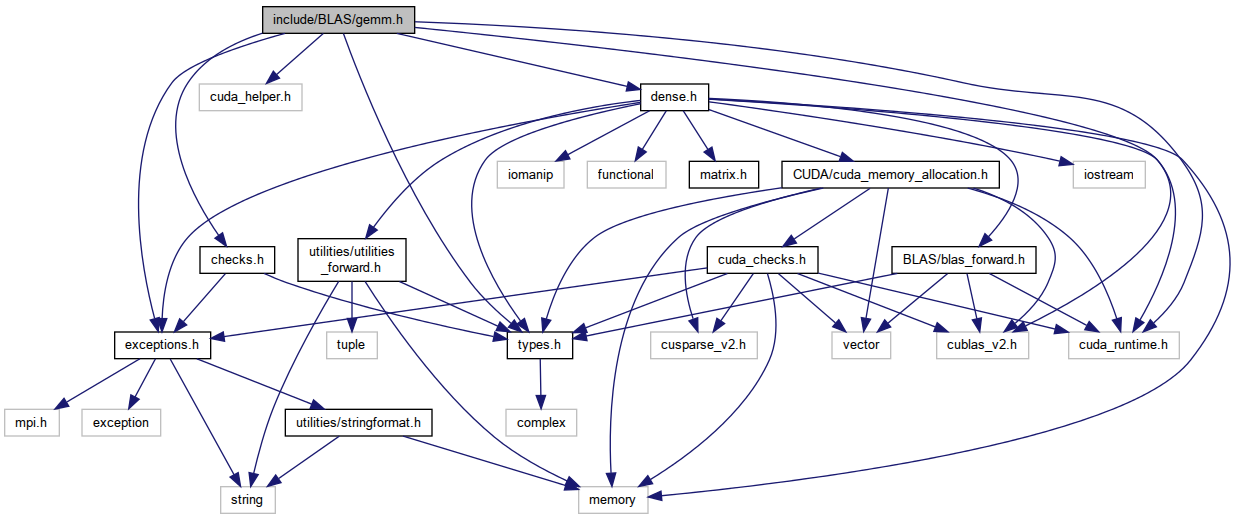 include/BLAS/gemm.h
cuda_helper.h
dense.h
iomanip
functional
matrix.h
CUDA/cuda_memory_allocation.h
iostream
checks.h
utilities/utilities
_forward.h
cuda_checks.h
BLAS/blas_forward.h
exceptions.h
tuple
types.h
cusparse_v2.h
vector
cublas_v2.h
cuda_runtime.h
mpi.h
exception
utilities/stringformat.h
complex
string
memory